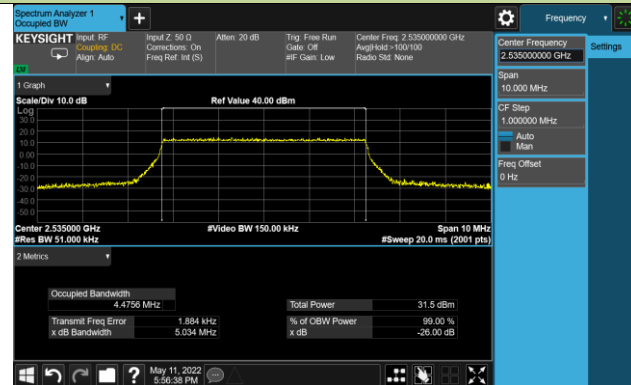 Spectrum Analyzer 1
Occupied BW
Frequency
KEYSIGHT
Input: RF
Coupling: DC
Align: Auto
Input Z: 50 Ω
Corrections: On
Freq Ref: Int (S)
Atten: 20 dB
Trig: Free Run
Gate: Off
#IF Gain: Low
Center Freq: 2.535000000 GHz
Avg|Hold:>100/100
Radio Std: None
LXI
Center Frequency
2.535000000 GHz
Settings
Span
10.000 MHz
CF Step
1.000000 MHz
Auto
Man
Freq Offset
0 Hz
1 Graph
Scale/Div 10.0 dB
Ref Value 40.00 dBm
Log
30.0
20.0
10.0
0.00
-10.0
-20.0
-30.0
-40.0
-50.0
Center 2.535000 GHz
#Video BW 150.00 kHz
Span 10 MHz
#Res BW 51.000 kHz
#Sweep 20.0 ms (2001 pts)
2 Metrics
Occupied Bandwidth
4.4756 MHz
Total Power 31.5 dBm
Transmit Freq Error 1.884 kHz
% of OBW Power 99.00 %
x dB Bandwidth 5.034 MHz
x dB -26.00 dB
?
May 11, 2022
5:56:38 PM